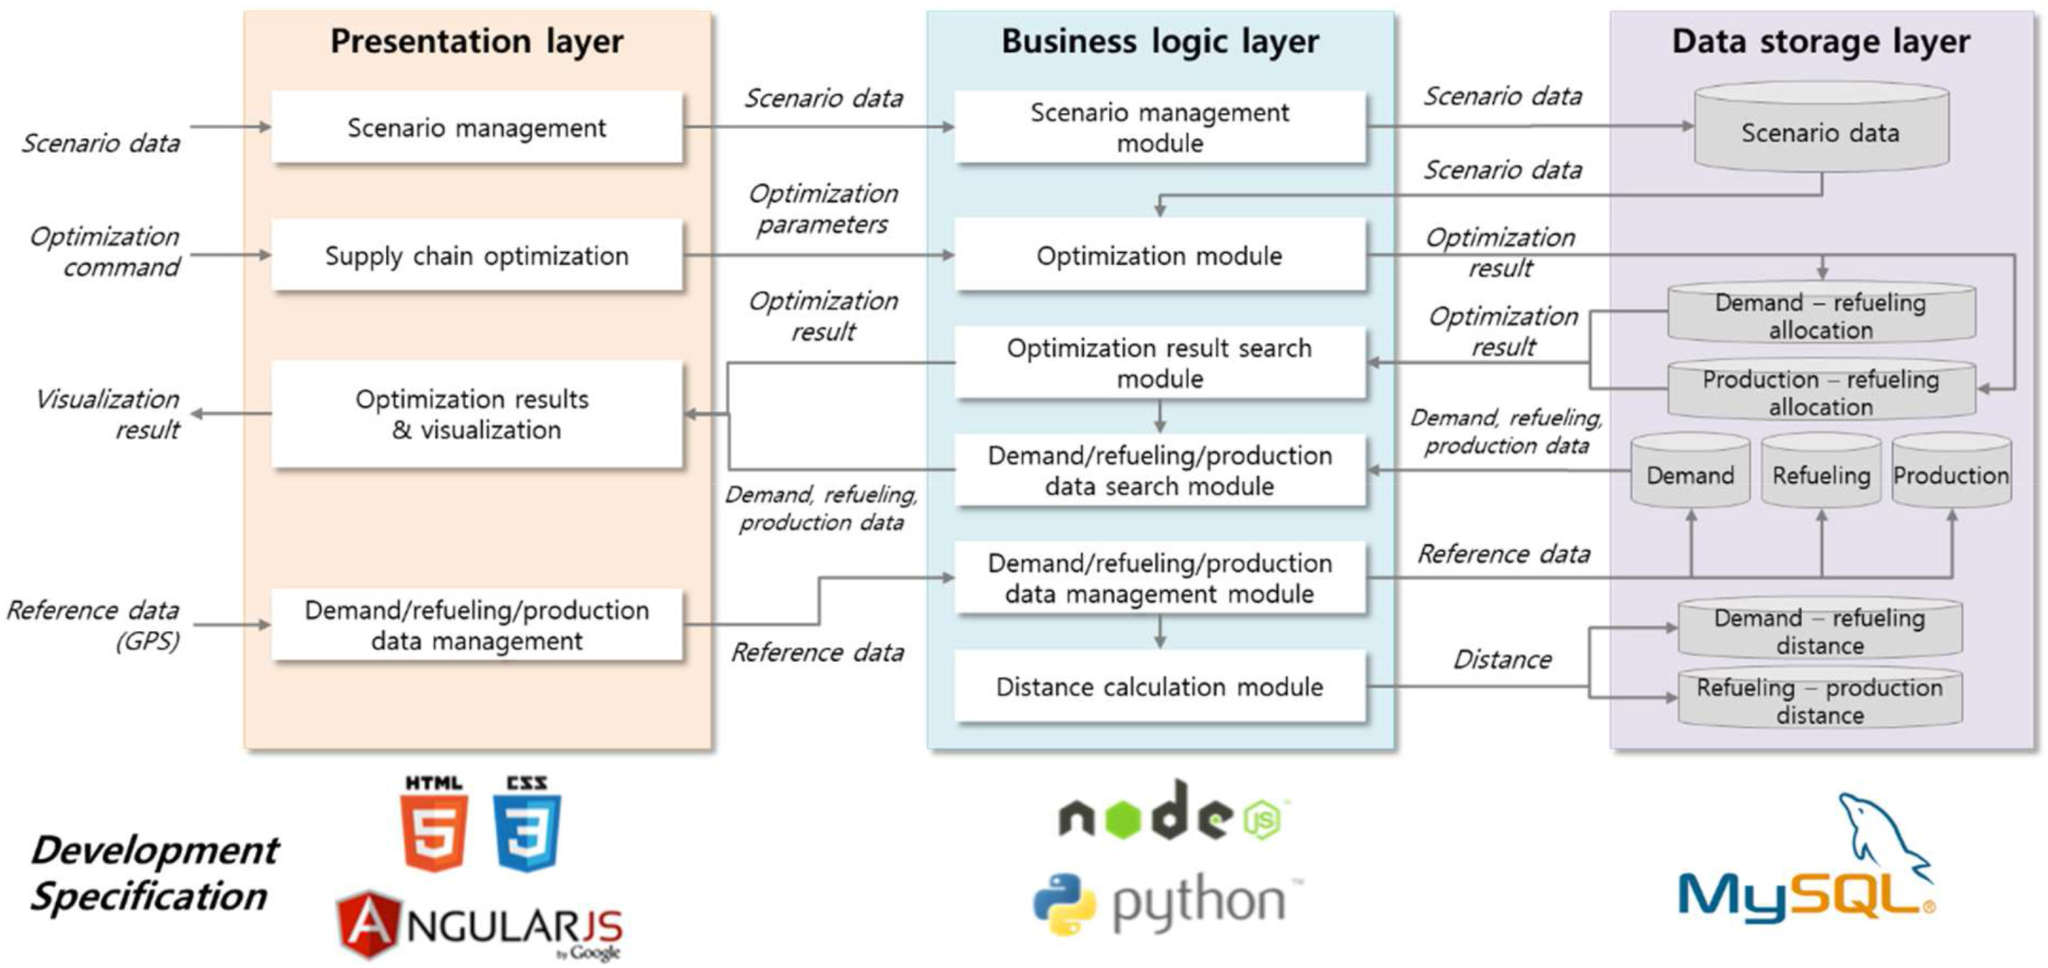 Presentation layer
Business logic layer
Data storage layer
Scenario data
Scenario management
Scenario data
Scenario management
module
Scenario data
Scenario data
Scenario data
Optimization
command
Supply chain optimization
Optimization
parameters
Optimization module
Optimization
result
Demand – refueling
allocation
Production – refueling
allocation
Optimization
result
Optimization result search
module
Optimization
result
Visualization
result
Optimization results
& visualization
Demand, refueling,
production data
Demand/refueling/production
data search module
Demand, refueling,
production data
Demand
Refueling
Production
Reference data
(GPS)
Demand/refueling/production
data management
Reference data
Demand/refueling/production
data management module
Reference data
Distance calculation module
Distance
Demand – refueling
distance
Refueling – production
distance
Development
Specification
HTML
5
CSS
3
ANGULARJS
by Google
node
JS
™
python
™
MySQL®